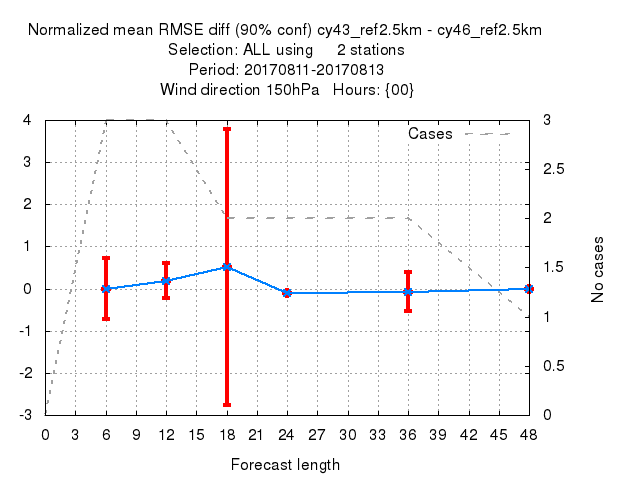 Normalized mean RMSE diff (90% conf) cy43_ref2.5km - cy46_ref2.5km
Selection: ALL using 2 stations
Period: 20170811-20170813
Wind direction 150hPa Hours: {00}
Cases
4
3
2
1
0
-1
-2
-3
3
2.5
2
1.5
1
0.5
0
No cases
0 3 6 9 12 15 18 21 24 27 30 33 36 39 42 45 48
Forecast length